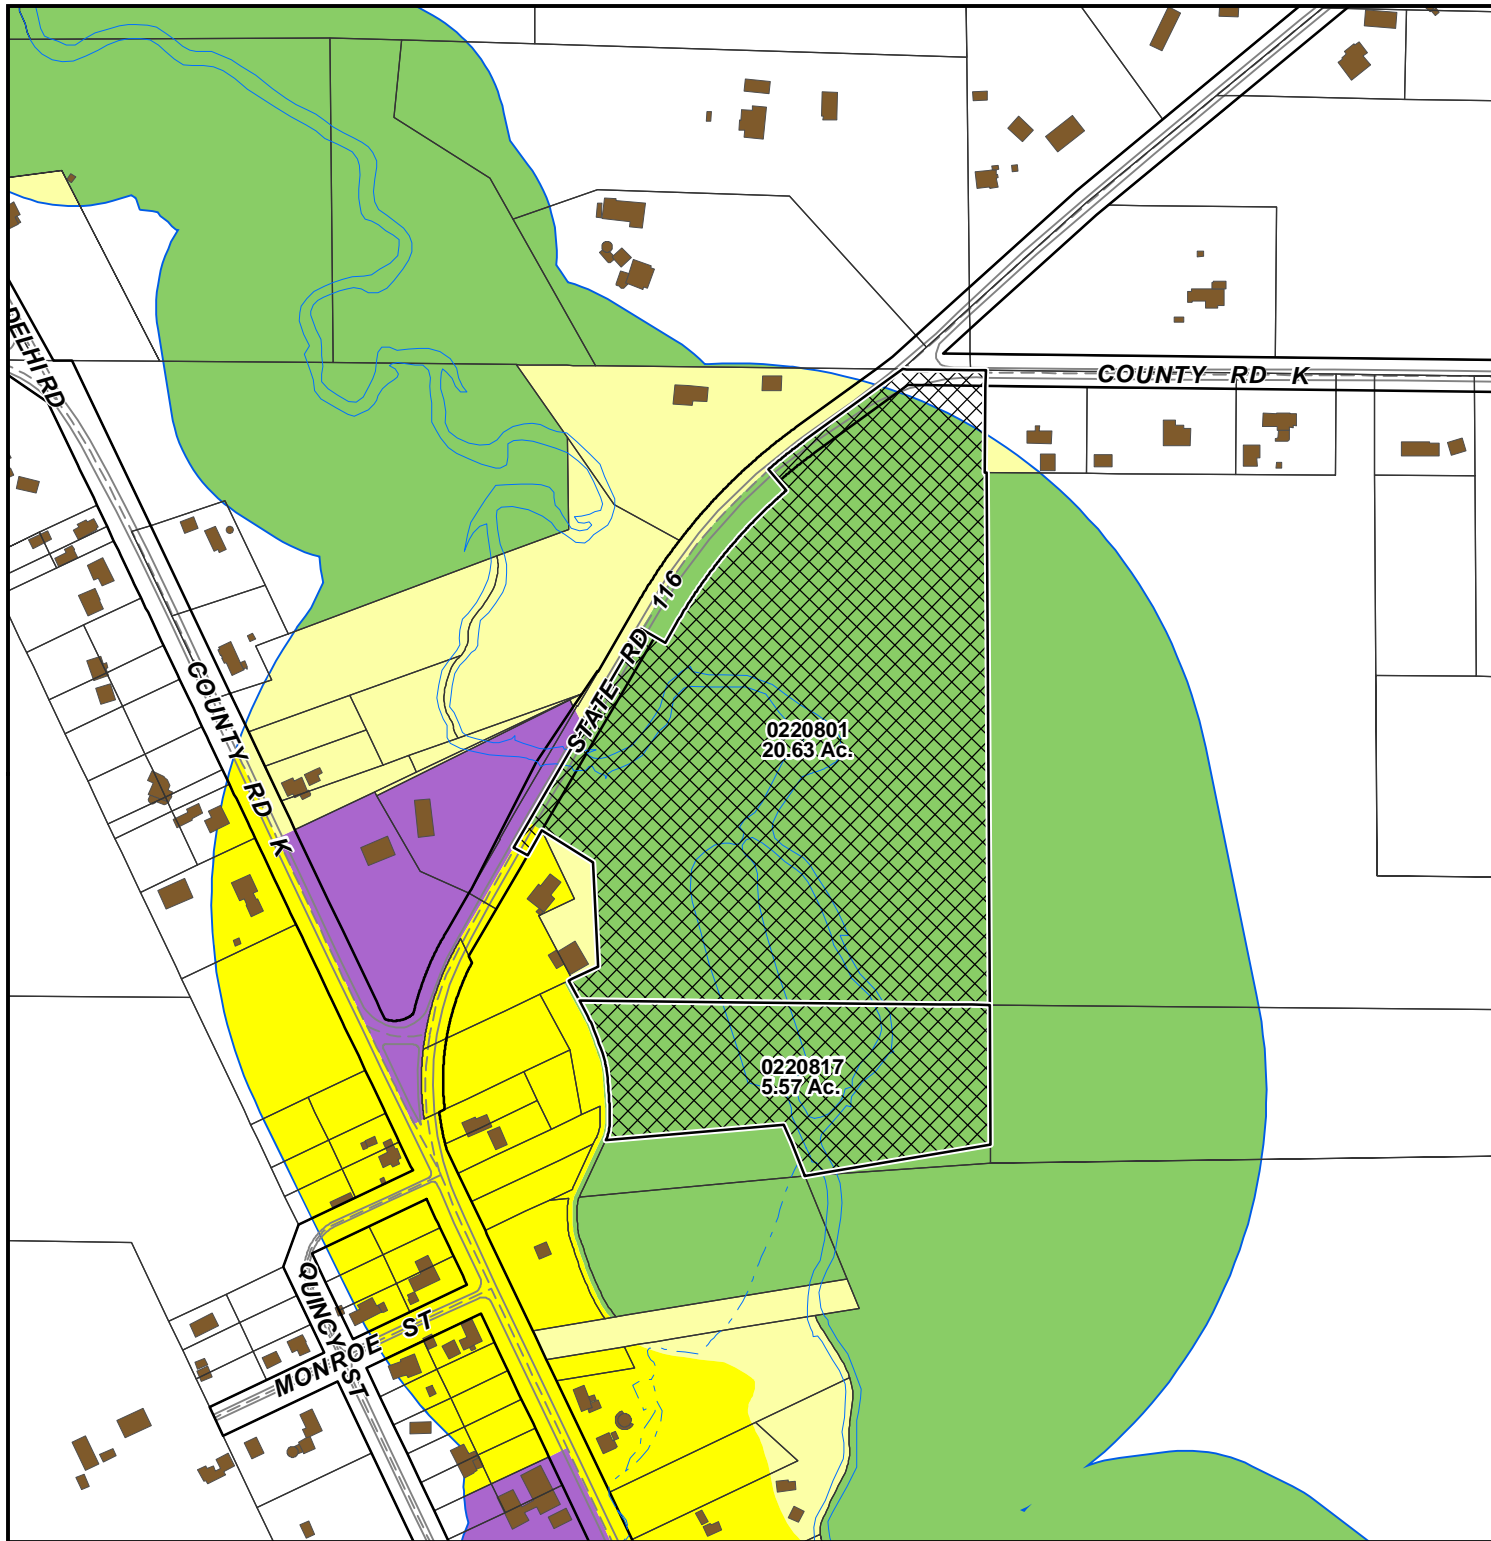 DELHI RD
COUNTY RD K
COUNTY RD K
STATE RD 116
0220801
20.63 Ac.
0220817
5.57 Ac.
QUINCY ST
MONROE ST